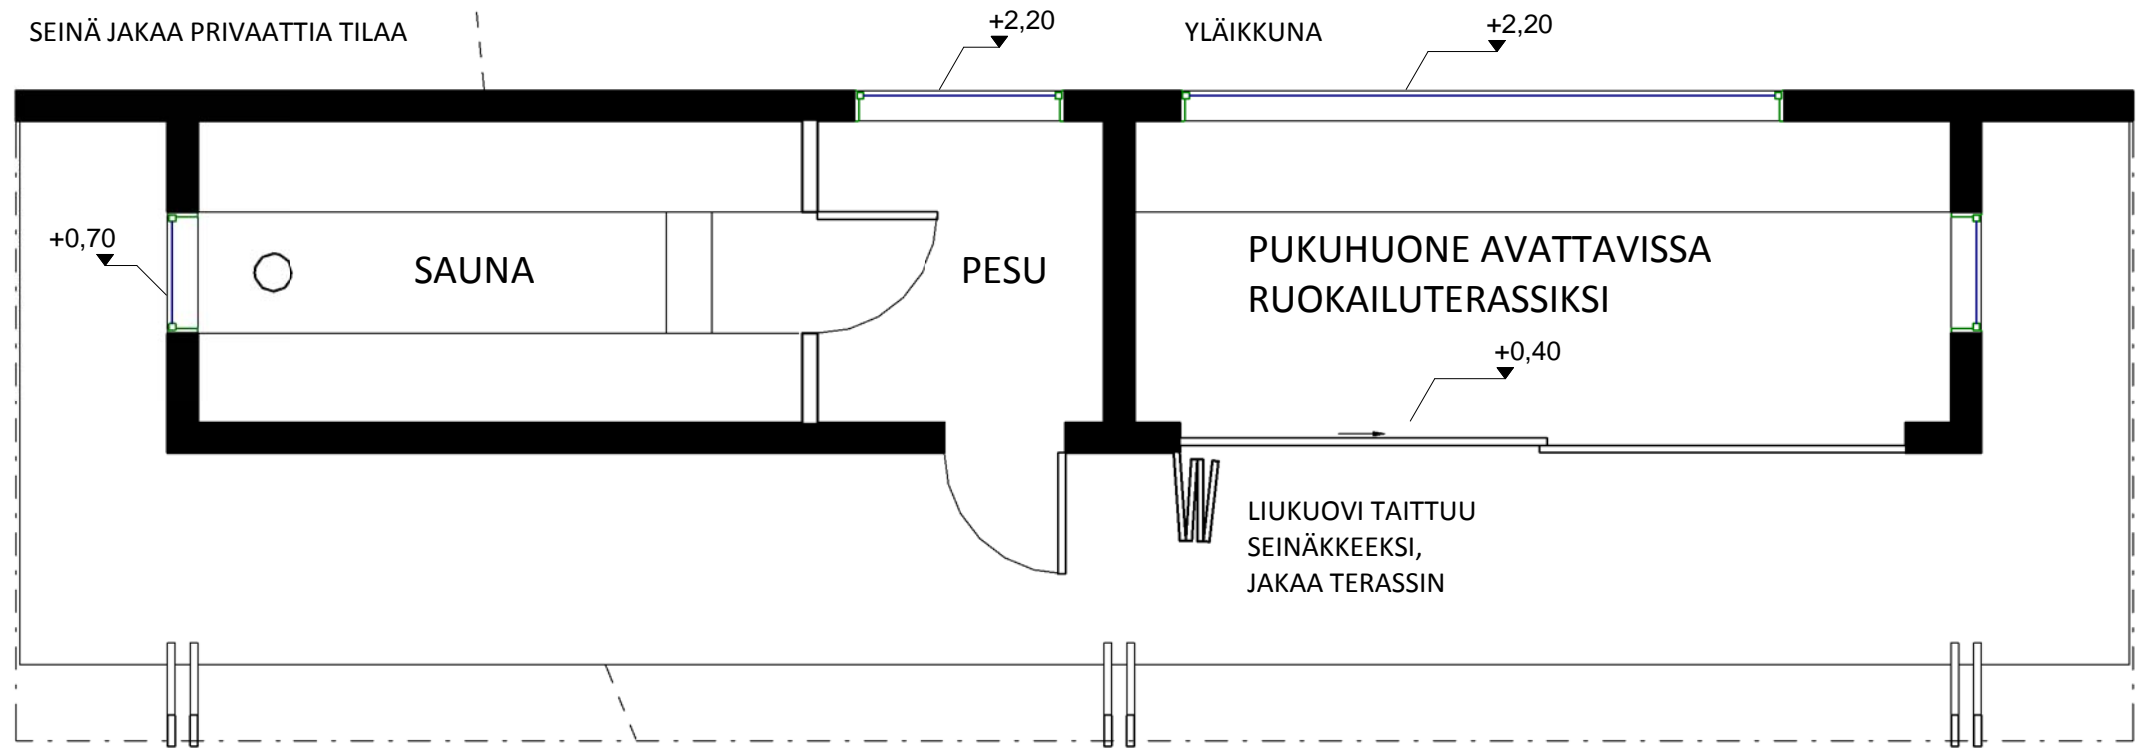 SEINÄ JAKAA PRIVAATTIA TILAA
+2,20
YLÄIKKUNA
+2,20
+0,70
SAUNA
PESU
PUKUHUONE AVATTAVISSA
RUOKAILUTERASSIKSI
+0,40
LIUKUOVI TAITTUU
SEINÄKKEEKSI,
JAKAA TERASSIN